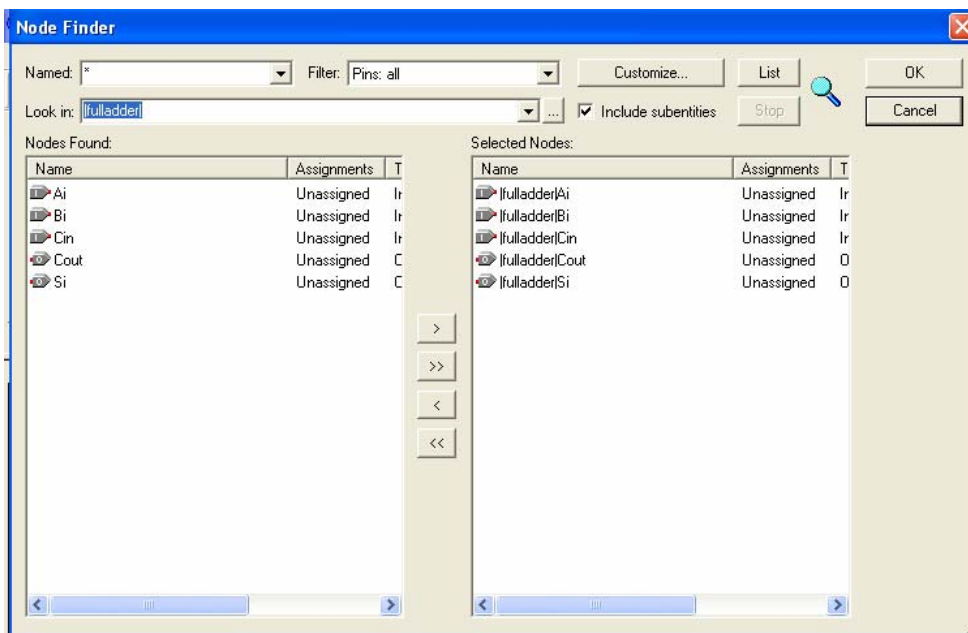 Node Finder
Named: * Filter: Pins: all Customize... List OK
Look in: |fulladder| ... Include subentities Stop Cancel
Nodes Found: Selected Nodes:
Name Assignments T Name Assignments T
Ai Unassigned Ir |fulladder|Ai Unassigned Ir
Bi Unassigned Ir |fulladder|Bi Unassigned Ir
Cin Unassigned Ir |fulladder|Cin Unassigned Ir
Cout Unassigned C |fulladder|Cout Unassigned O
Si Unassigned C |fulladder|Si Unassigned O
>
>>
<
<<